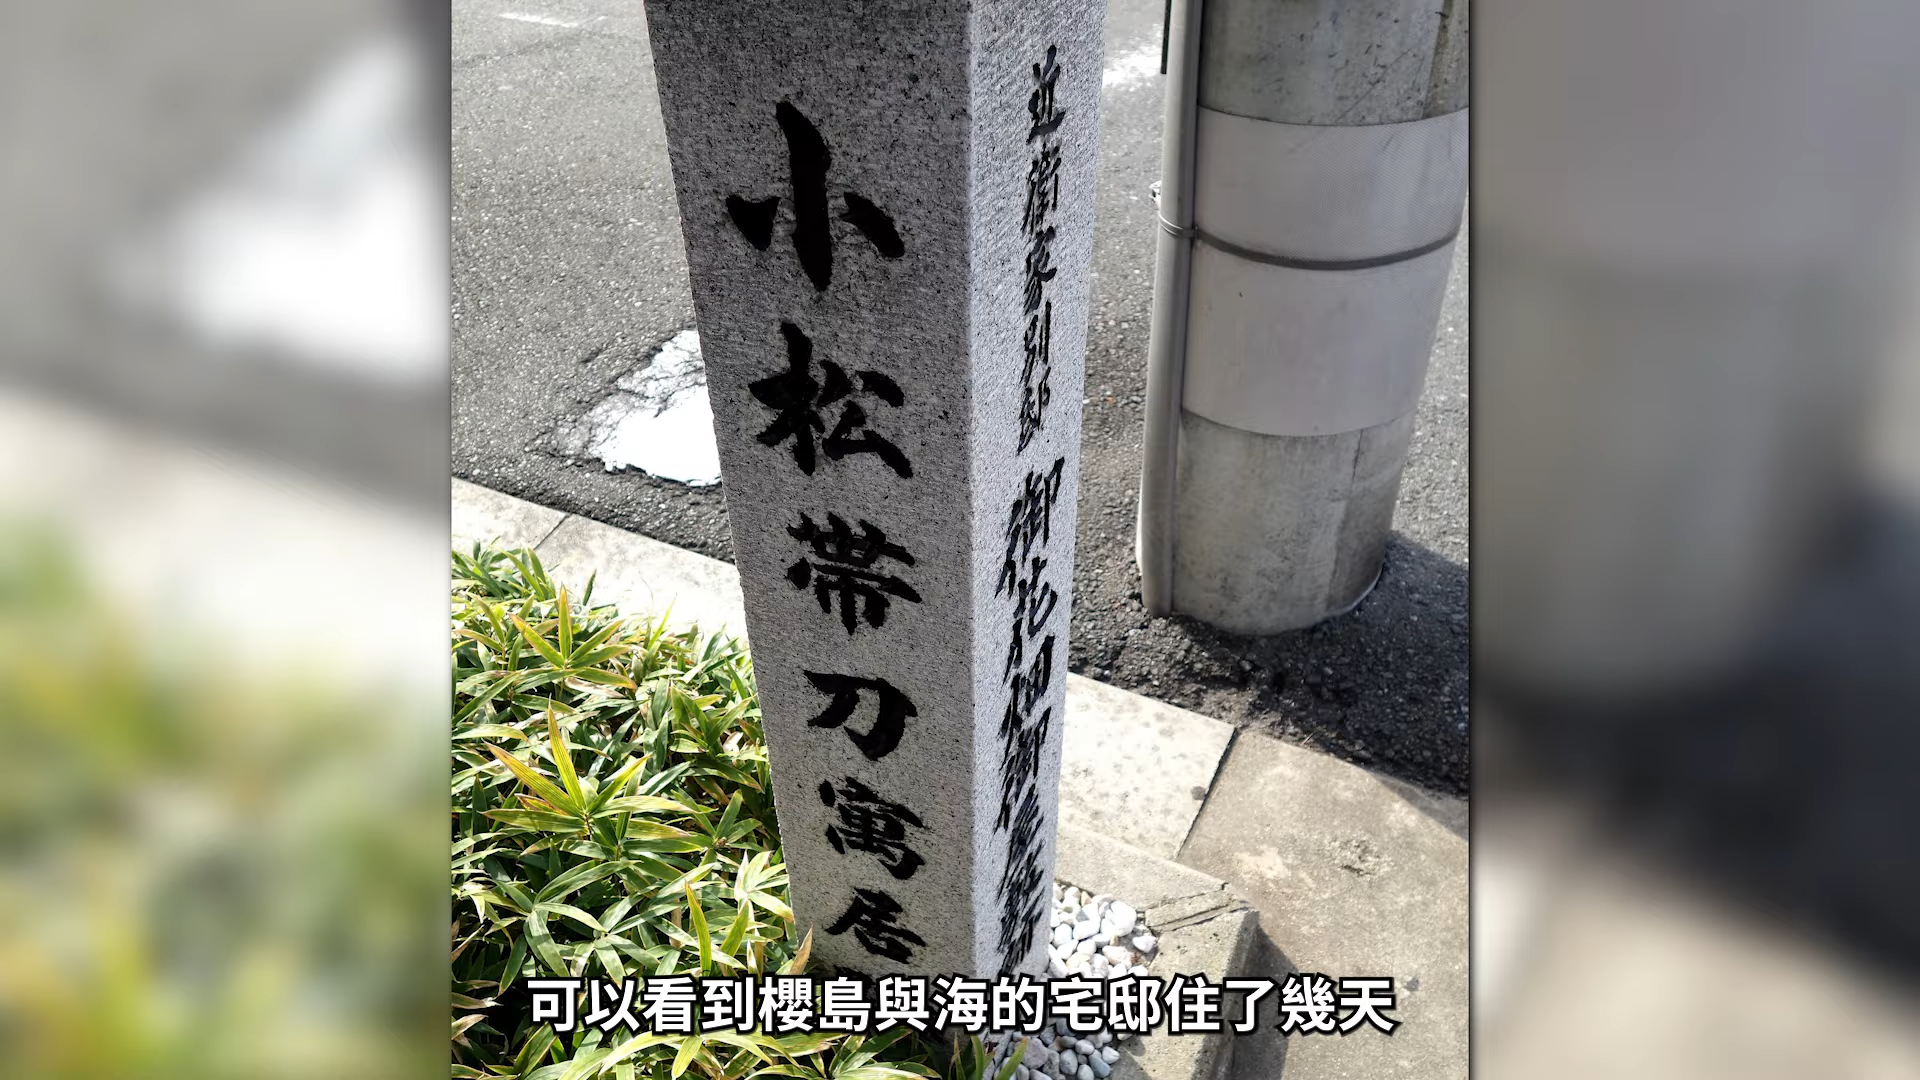 小松帯刀寓居
近衛家別邸 御花畑御屋敷
可以看到櫻島與海的宅邸住了幾天